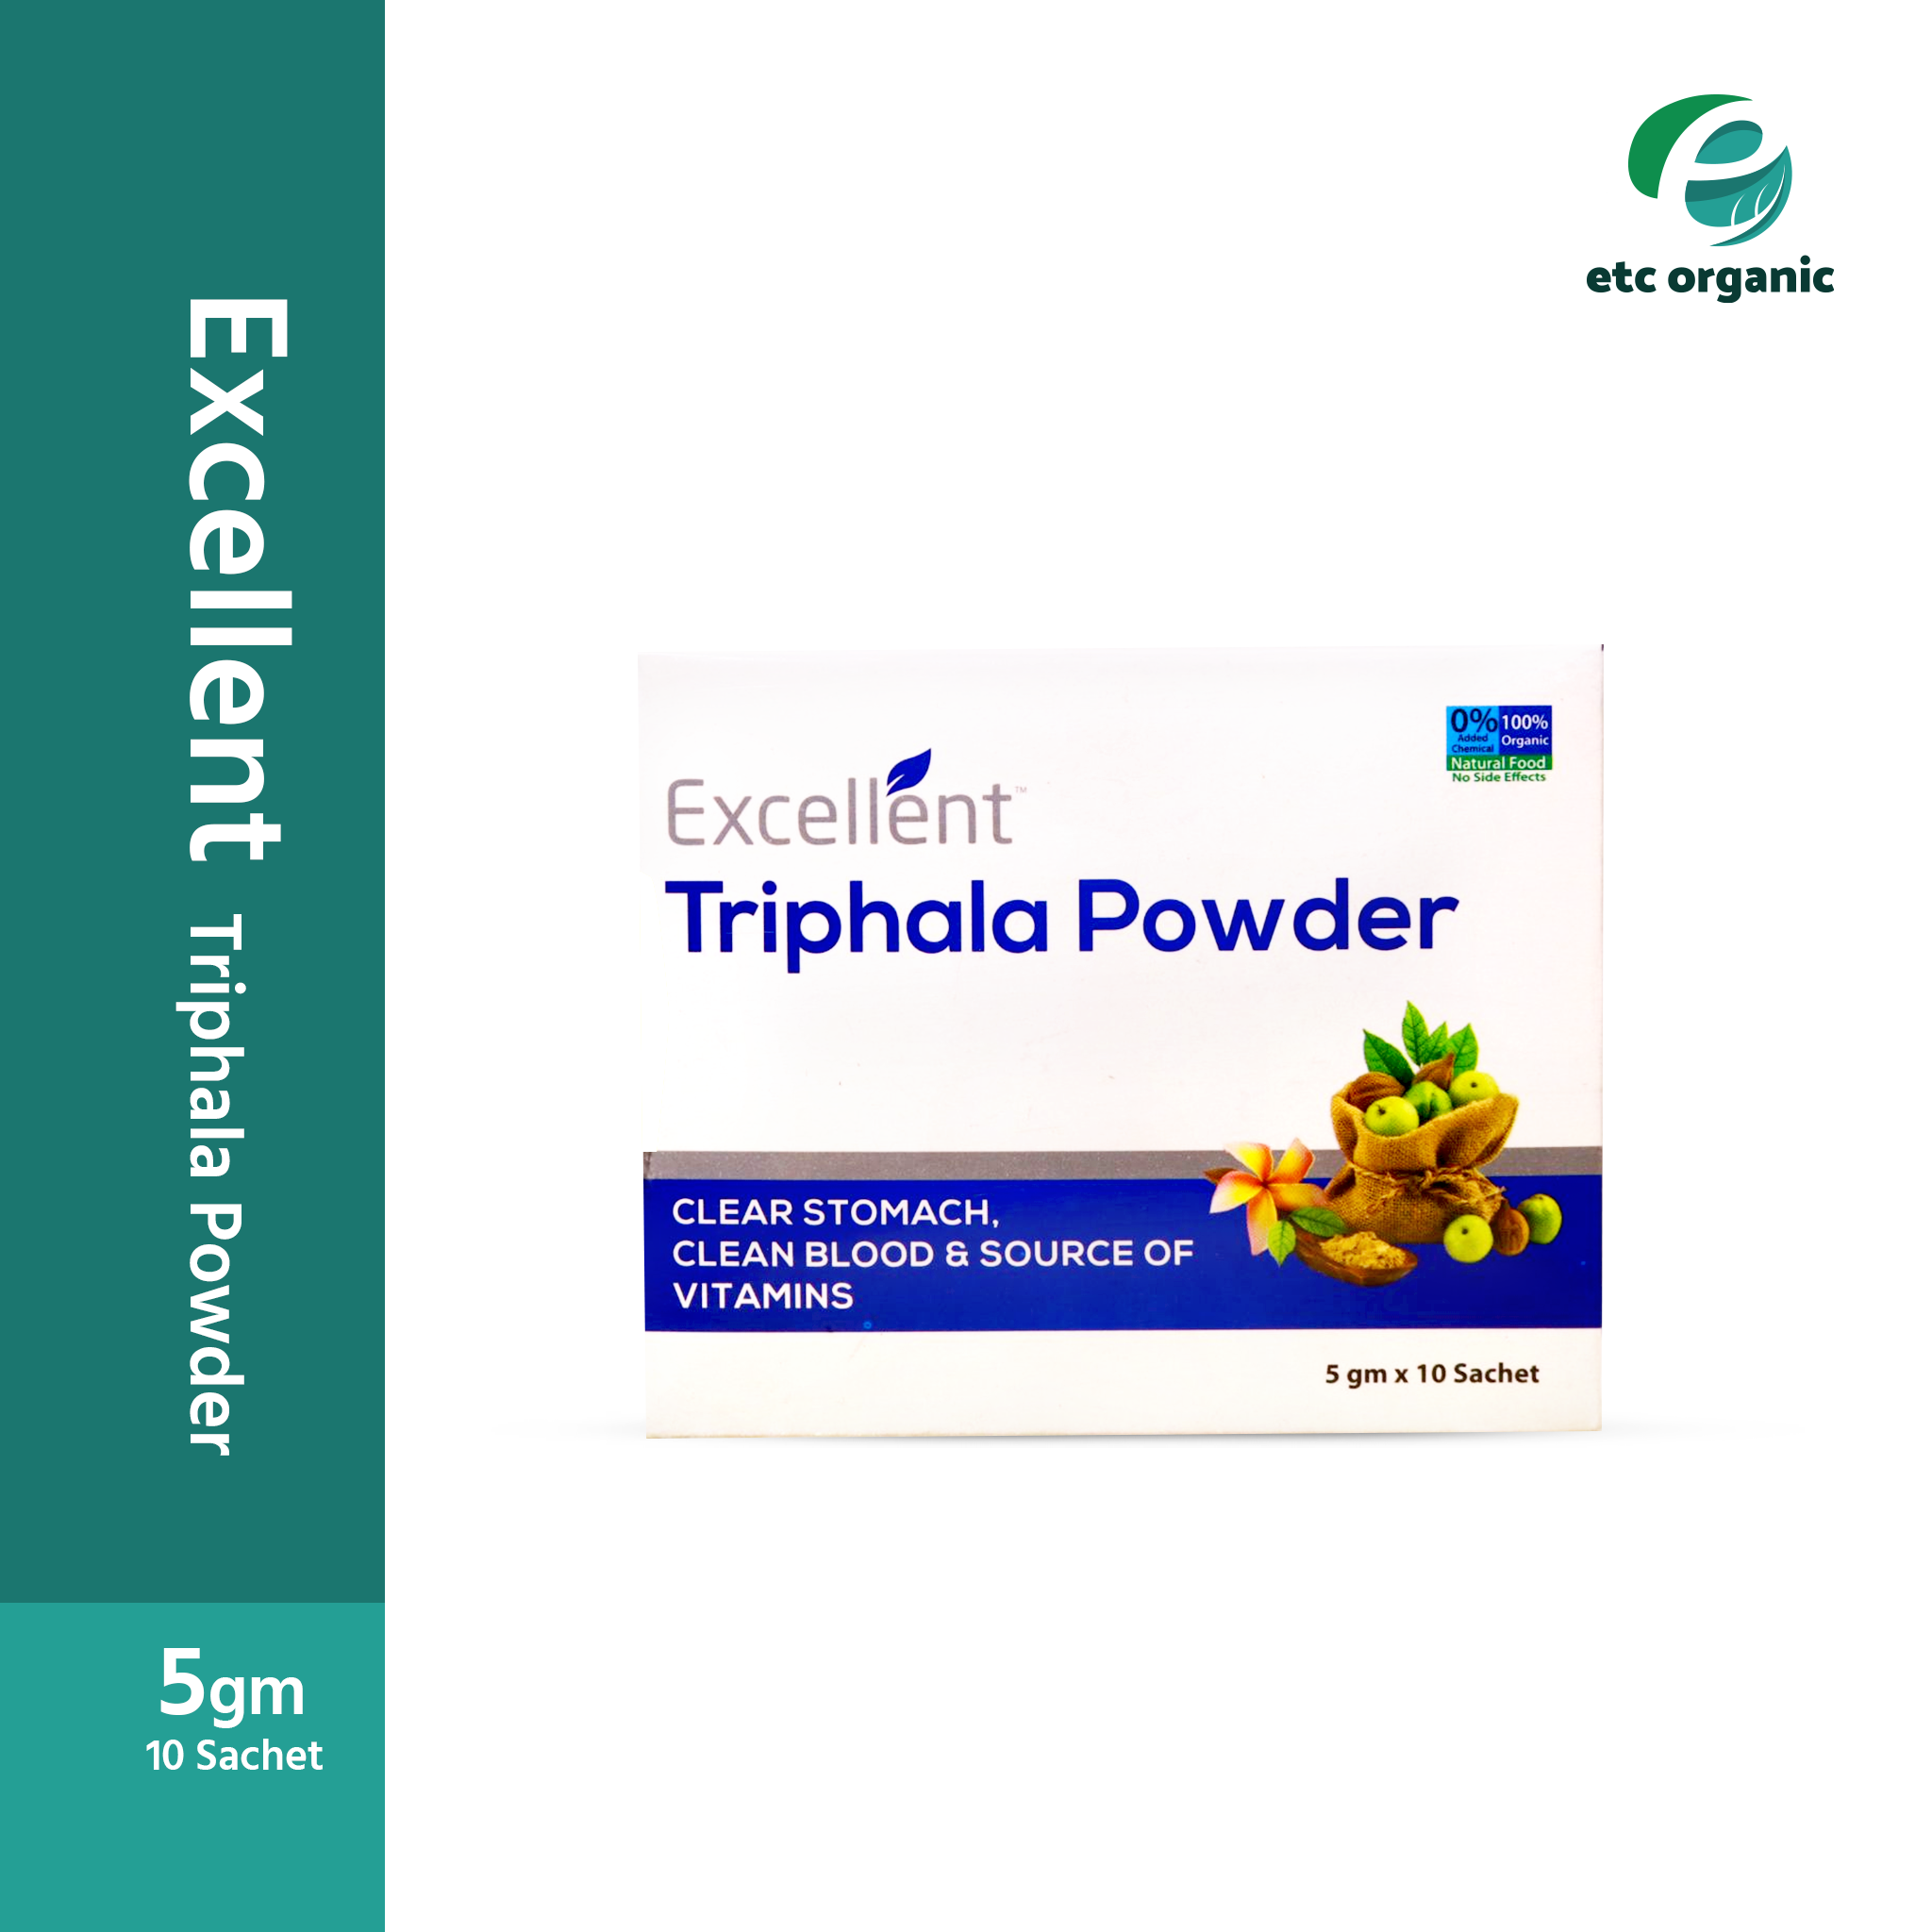 Excellent Triphala Powder
5gm
10 Sachet
etc organic
0% Added Chemical
100% Organic
Natural Food
No Side Effects
Excellent™
Triphala Powder
CLEAR STOMACH,
CLEAN BLOOD & SOURCE OF
VITAMINS
5 gm x 10 Sachet